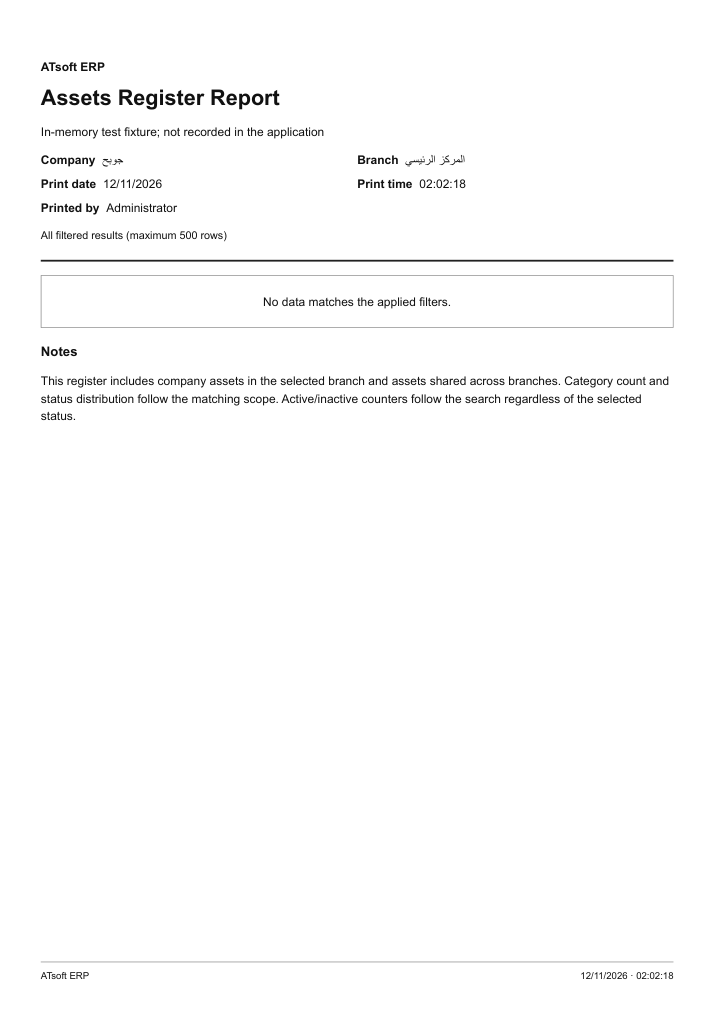 ATsoft ERP
Assets Register Report
In-memory test fixture; not recorded in the application
Company جويح Branch المركز الرئيسي
Print date 12/11/2026 Print time 02:02:18
Printed by Administrator
All filtered results (maximum 500 rows)
No data matches the applied filters.
Notes
This register includes company assets in the selected branch and assets shared across branches. Category count and
status distribution follow the matching scope. Active/inactive counters follow the search regardless of the selected
status.
ATsoft ERP 12/11/2026 · 02:02:18